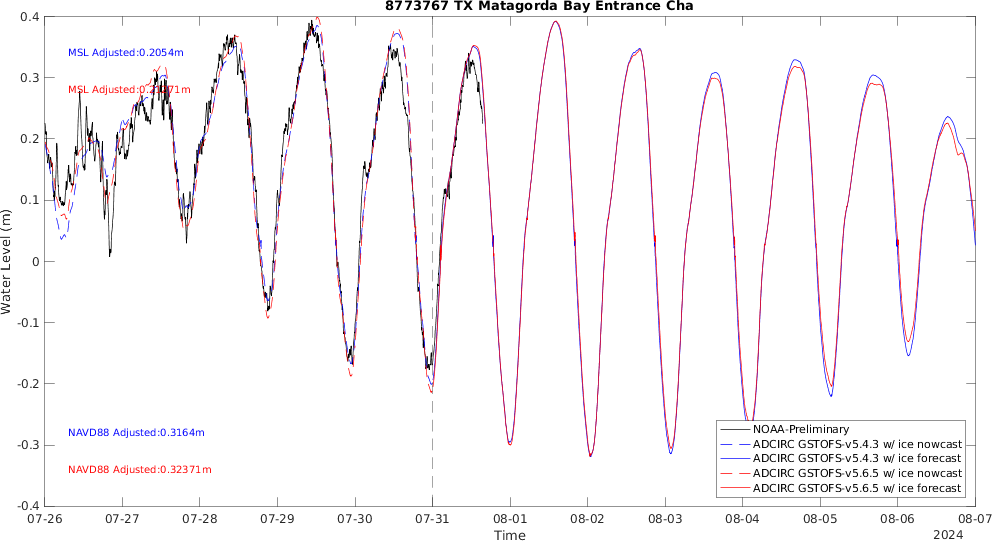 8773767 TX Matagorda Bay Entrance Cha
0.4
0.3
0.2
0.1
0
-0.1
-0.2
-0.3
-0.4
Water Level (m)
MSL Adjusted:0.2054m
NAVD88 Adjusted:0.3164m
NAVD88 Adjusted:0.32371m
NOAA-Preliminary
ADCIRC GSTOFS-v5.4.3 w/ ice nowcast
ADCIRC GSTOFS-v5.4.3 w/ ice forecast
ADCIRC GSTOFS-v5.6.5 w/ ice nowcast
ADCIRC GSTOFS-v5.6.5 w/ ice forecast
07-26 07-27 07-28 07-29 07-30 07-31 08-01 08-02 08-03 08-04 08-05 08-06 08-07
Time
2024